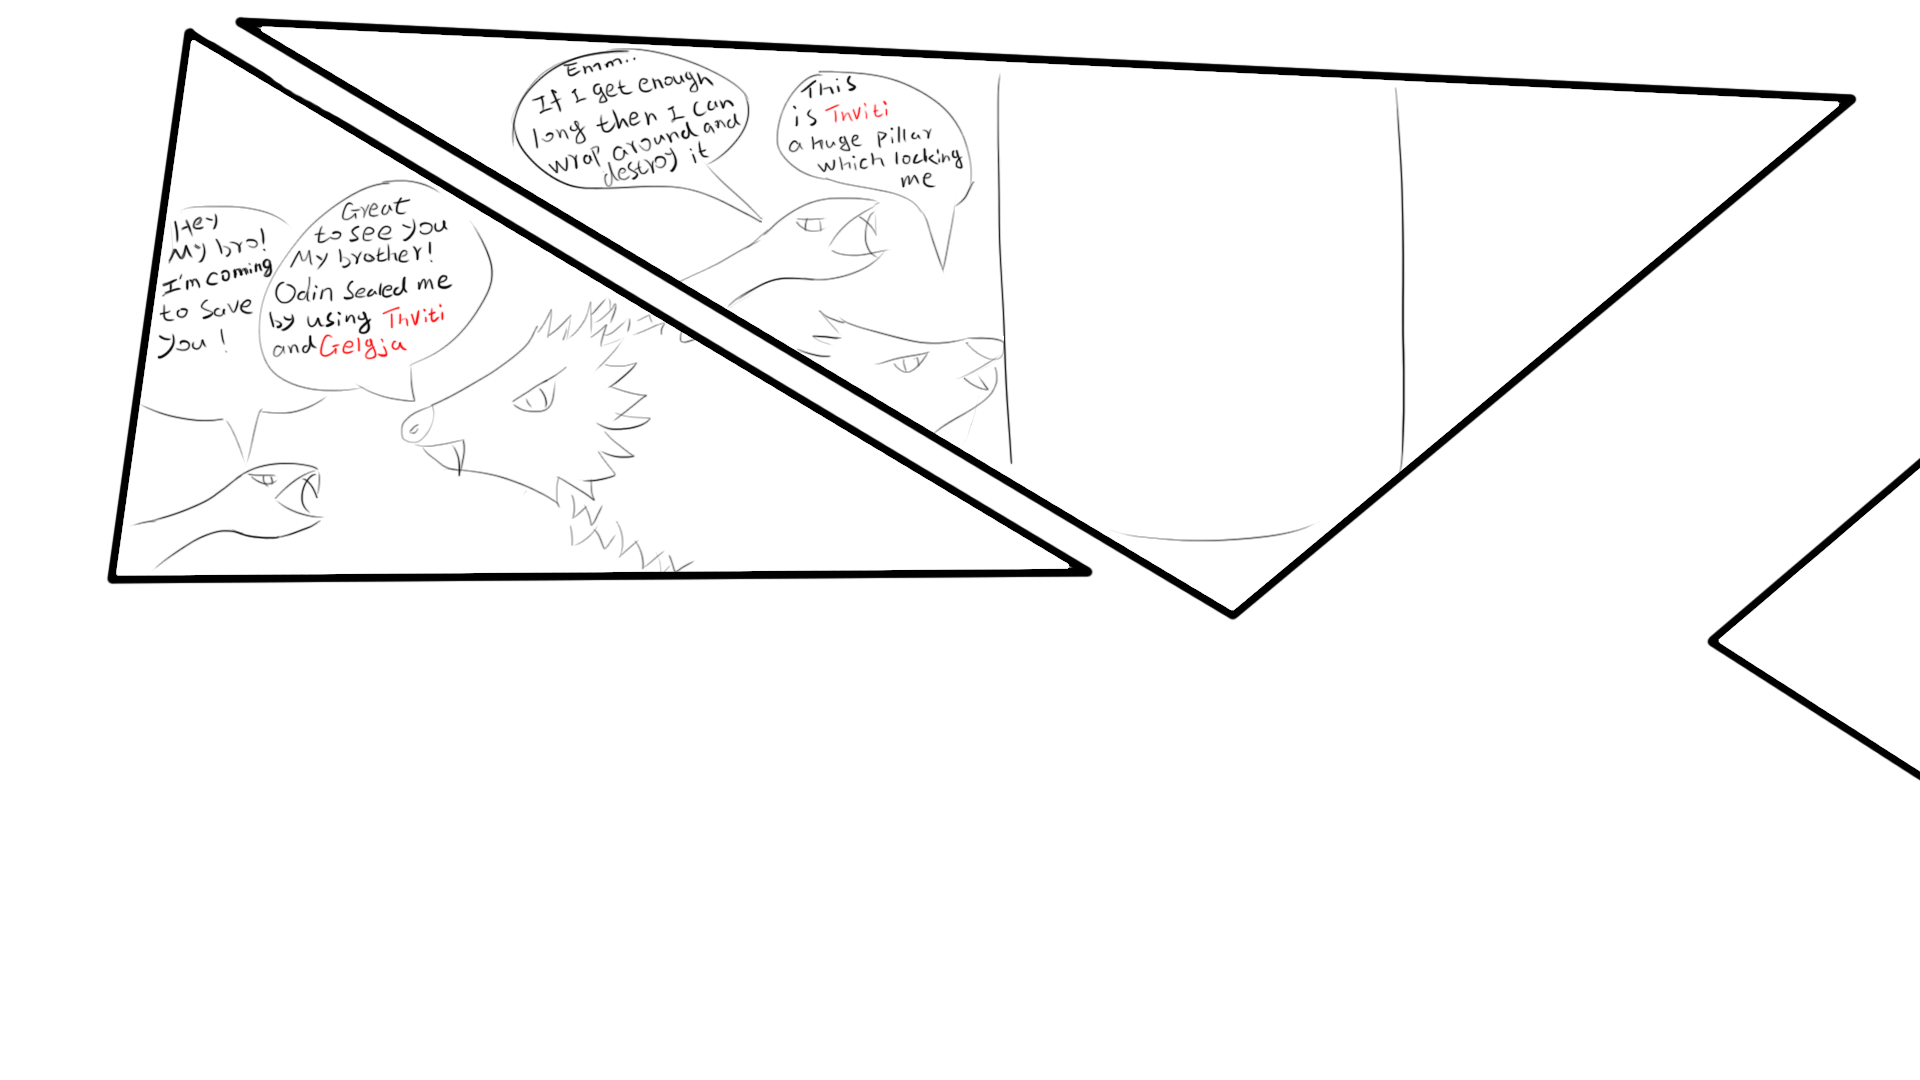 Hey
My bro!
I'm coming
to save
you !
Great
to see you
My brother!
Odin sealed me
by using Thviti
and Gelgja
Emm..
If I get enough
long then I can
wrap around and
destroy it
This
is Thviti
a huge pillar
which locking
me